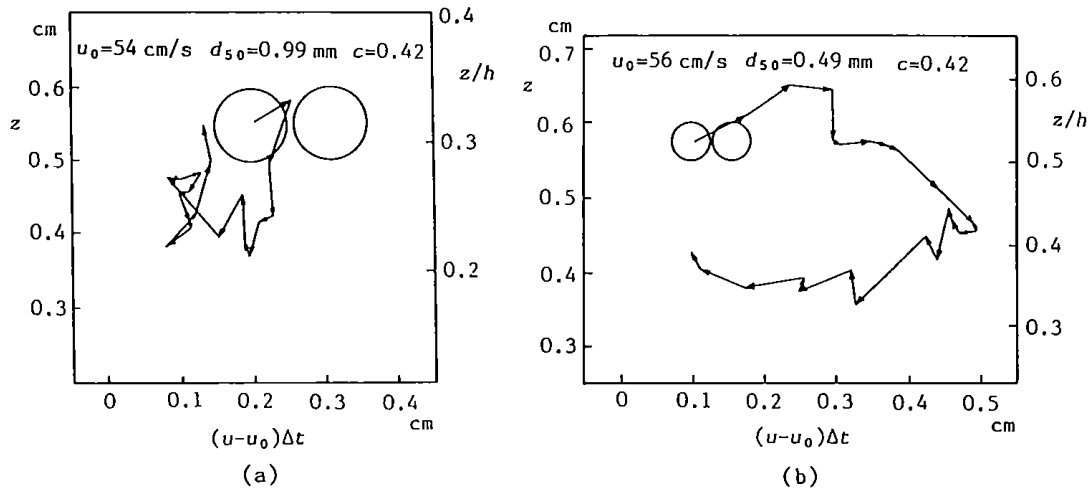 cm
u₀=54 cm/s d₅₀=0.99 mm c=0.42
z
0.6
0.5
0.4
0.3
0.4
z/h
0.3
0.2
0 0.1 0.2 0.3 0.4
cm
(u-u₀)Δt
(a)
cm
0.7
u₀=56 cm/s d₅₀=0.49 mm c=0.42
z
0.6
0.5
0.4
0.3
0.6
z/h
0.5
0.4
0.3
0 0.1 0.2 0.3 0.4 0.5
cm
(u-u₀)Δt
(b)